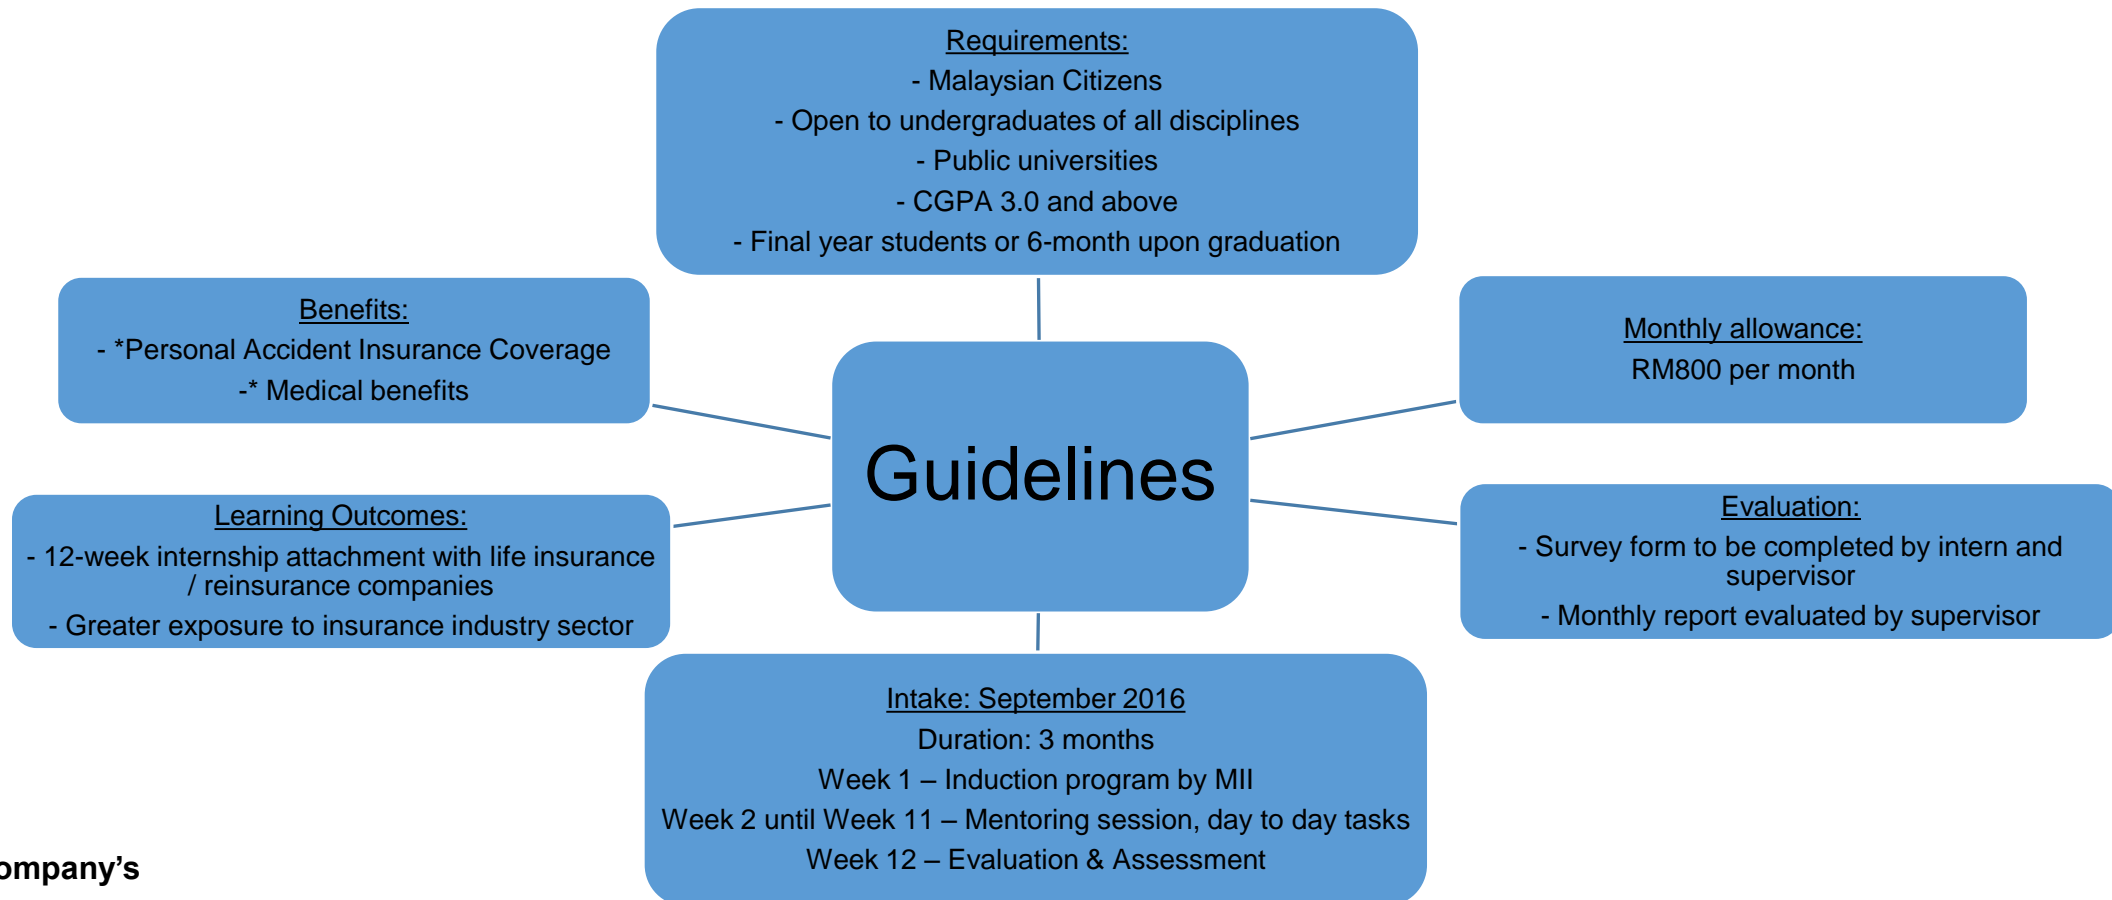 Requirements:
- Malaysian Citizens
- Open to undergraduates of all disciplines
- Public universities
- CGPA 3.0 and above
- Final year students or 6-month upon graduation
Benefits:
- *Personal Accident Insurance Coverage
-* Medical benefits
Monthly allowance:
RM800 per month
Guidelines
Learning Outcomes:
- 12-week internship attachment with life insurance
/ reinsurance companies
- Greater exposure to insurance industry sector
Evaluation:
- Survey form to be completed by intern and
supervisor
- Monthly report evaluated by supervisor
Intake: September 2016
Duration: 3 months
Week 1 – Induction program by MII
Week 2 until Week 11 – Mentoring session, day to day tasks
Week 12 – Evaluation & Assessment
ompany’s